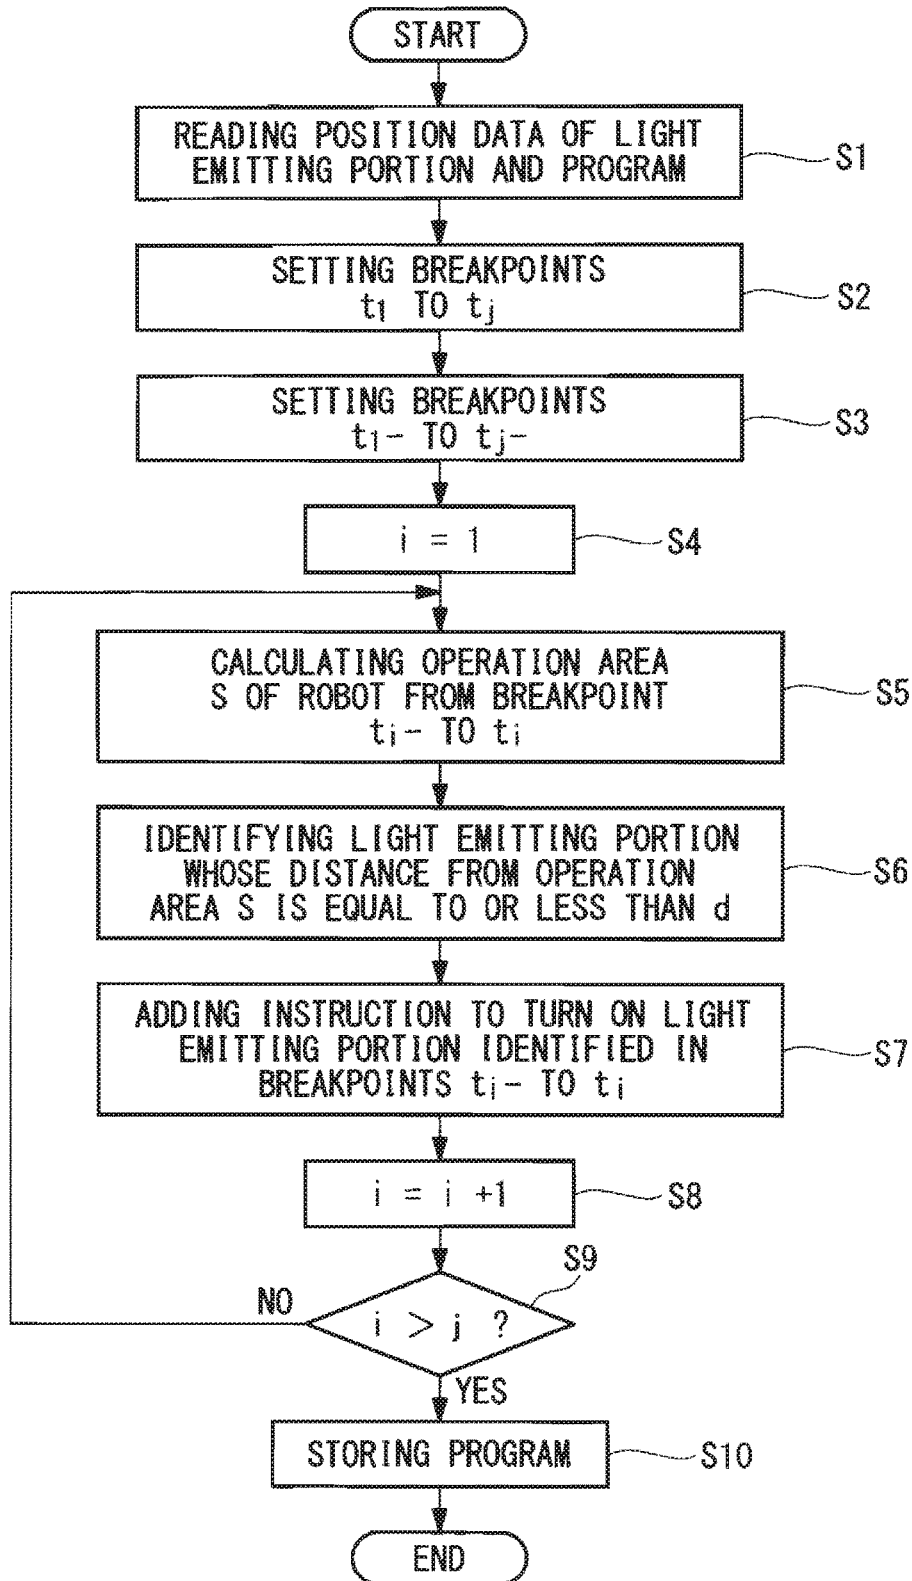 START
READING POSITION DATA OF LIGHT
EMITTING PORTION AND PROGRAM
S1
SETTING BREAKPOINTS
t1 TO tj
S2
SETTING BREAKPOINTS
t1- TO tj-
S3
i = 1
S4
CALCULATING OPERATION AREA
S OF ROBOT FROM BREAKPOINT
ti- TO ti
S5
IDENTIFYING LIGHT EMITTING PORTION
WHOSE DISTANCE FROM OPERATION
AREA S IS EQUAL TO OR LESS THAN d
S6
ADDING INSTRUCTION TO TURN ON LIGHT
EMITTING PORTION IDENTIFIED IN
BREAKPOINTS ti- TO ti
S7
i = i +1
S8
S9
NO
i > j ?
YES
STORING PROGRAM
S10
END